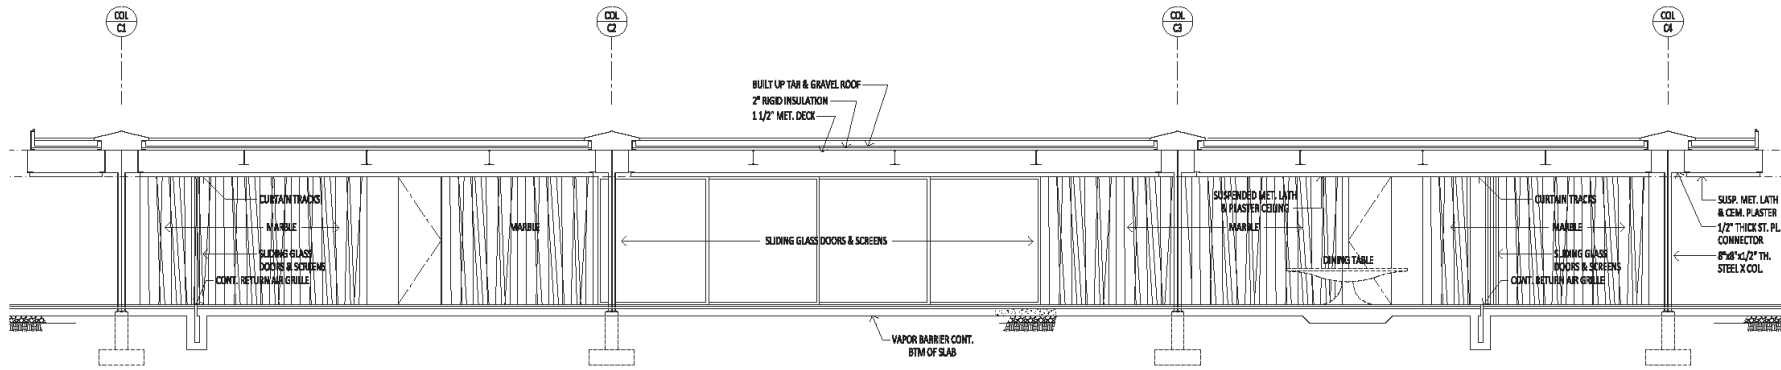 COL
C1
COL
C2
COL
C3
COL
C4
BUILT UP TAR & GRAVEL ROOF
2" RIGID INSULATION
1 1/2" MET. DECK
CURTAIN TRACKS
MARBLE
SLIDING GLASS
DOORS & SCREENS
CONT. RETURN AIR GRILLE
MARBLE
SLIDING GLASS DOORS & SCREENS
SUSPENDED MET. LATH
& PLASTER CEILING
MARBLE
DINING TABLE
CURTAIN TRACKS
MARBLE
SLIDING GLASS
DOORS & SCREENS
CONT. RETURN AIR GRILLE
SUSP. MET. LATH
& CEM. PLASTER
1/2" THICK ST. PL.
CONNECTOR
8"x8"x1/2" TH.
STEEL X COL.
VAPOR BARRIER CONT.
BTM OF SLAB